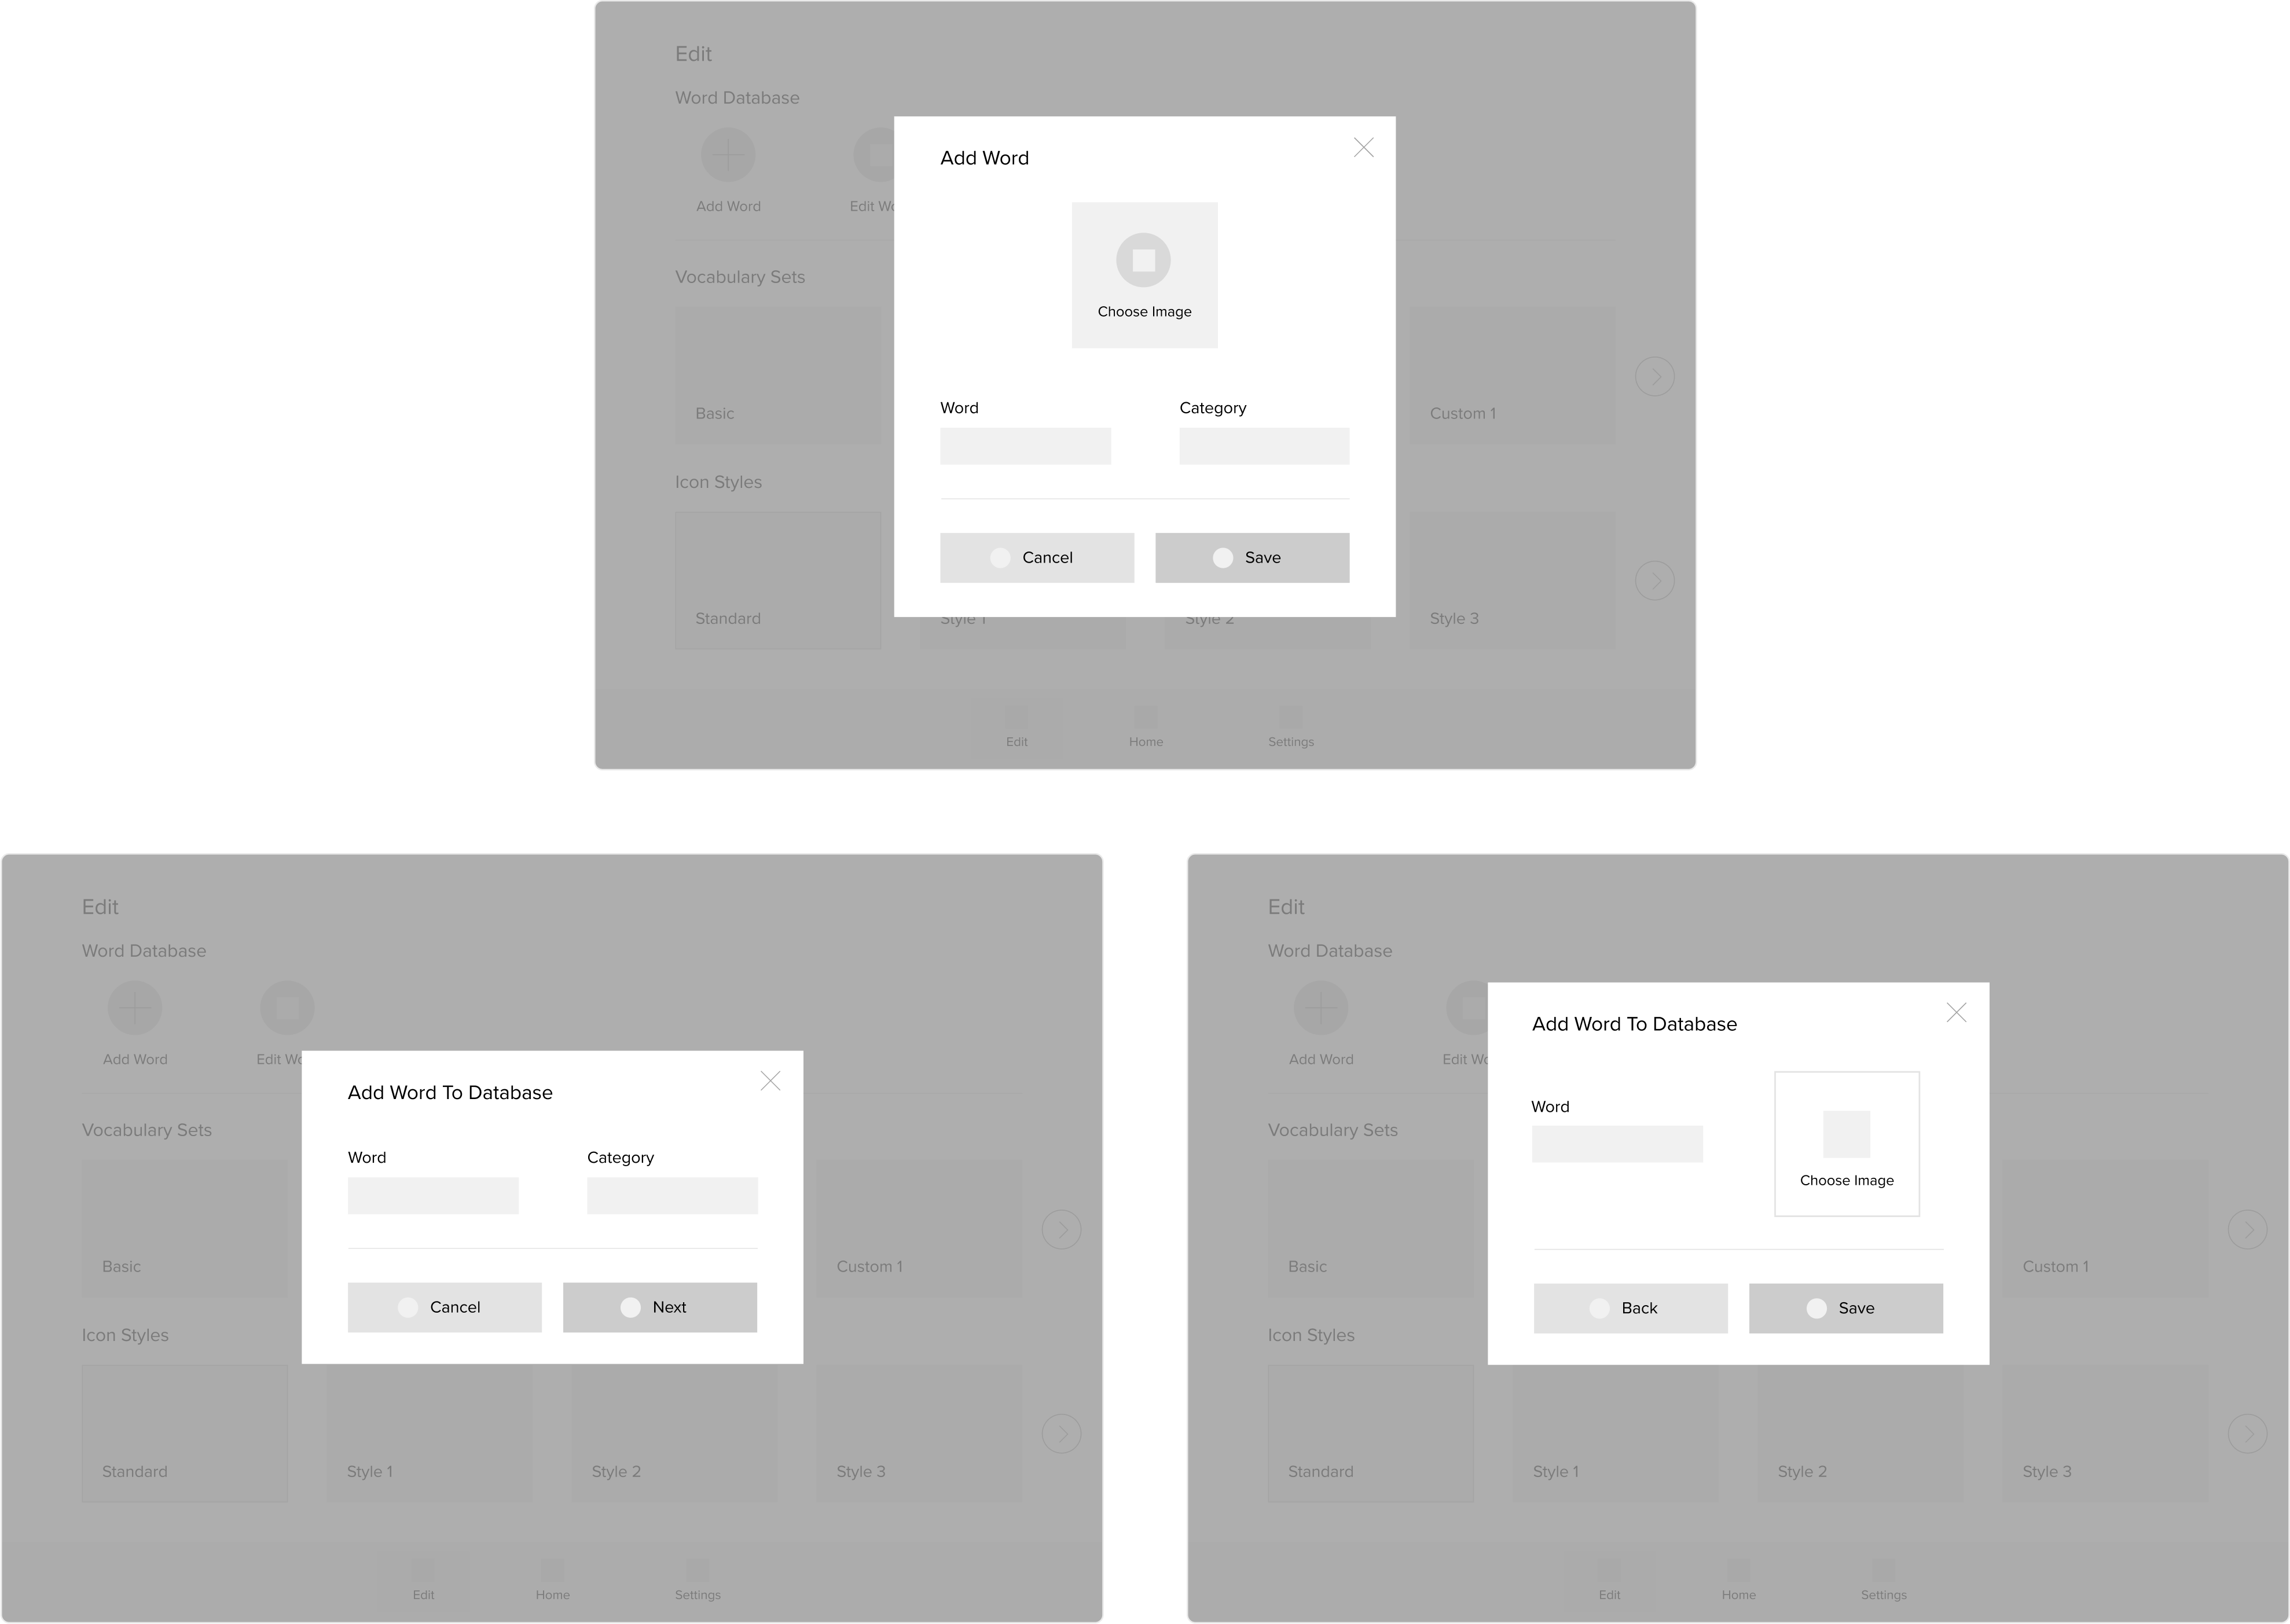 Edit
Word Database
Add Word
Edit Wo
Vocabulary Sets
Basic
Custom 1
Icon Styles
Standard
Style 1
Style 2
Style 3
Edit
Home
Settings
Add Word
Choose Image
Word
Category
Cancel
Save
Edit
Word Database
Add Word
Edit Wo
Vocabulary Sets
Basic
Custom 1
Icon Styles
Standard
Style 1
Style 2
Style 3
Edit
Home
Settings
Add Word To Database
Word
Category
Cancel
Next
Edit
Word Database
Add Word
Edit Wo
Vocabulary Sets
Basic
Custom 1
Icon Styles
Standard
Style 1
Style 2
Style 3
Edit
Home
Settings
Add Word To Database
Word
Choose Image
Back
Save